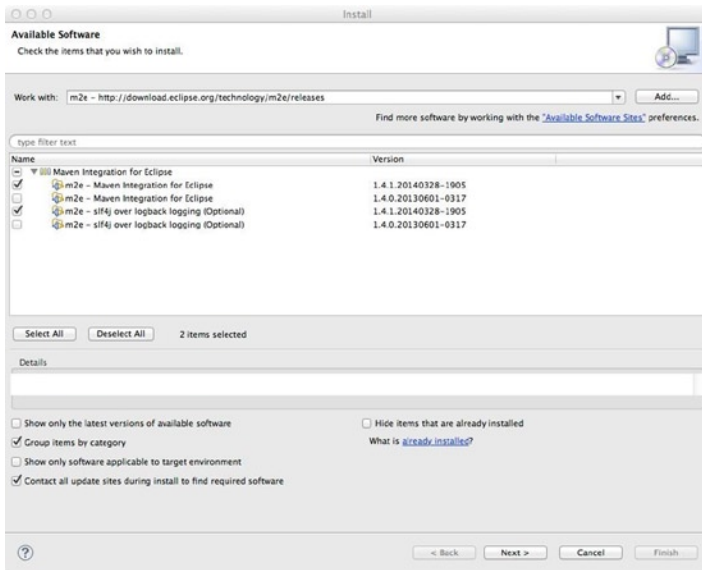 Install
Available Software
Check the items that you wish to install.
Work with: m2e - http://download.eclipse.org/technology/m2e/releases Add...
Find more software by working with the "Available Software Sites" preferences.
type filter text
Name Version
Maven Integration for Eclipse
m2e - Maven Integration for Eclipse 1.4.1.20140328-1905
m2e - Maven Integration for Eclipse 1.4.0.20130601-0317
m2e - slf4j over logback logging (Optional) 1.4.1.20140328-1905
m2e - slf4j over logback logging (Optional) 1.4.0.20130601-0317
Select All Deselect All 2 items selected
Details
Show only the latest versions of available software Hide items that are already installed
Group items by category What is already installed?
Show only software applicable to target environment
Contact all update sites during install to find required software
? < Back Next > Cancel Finish